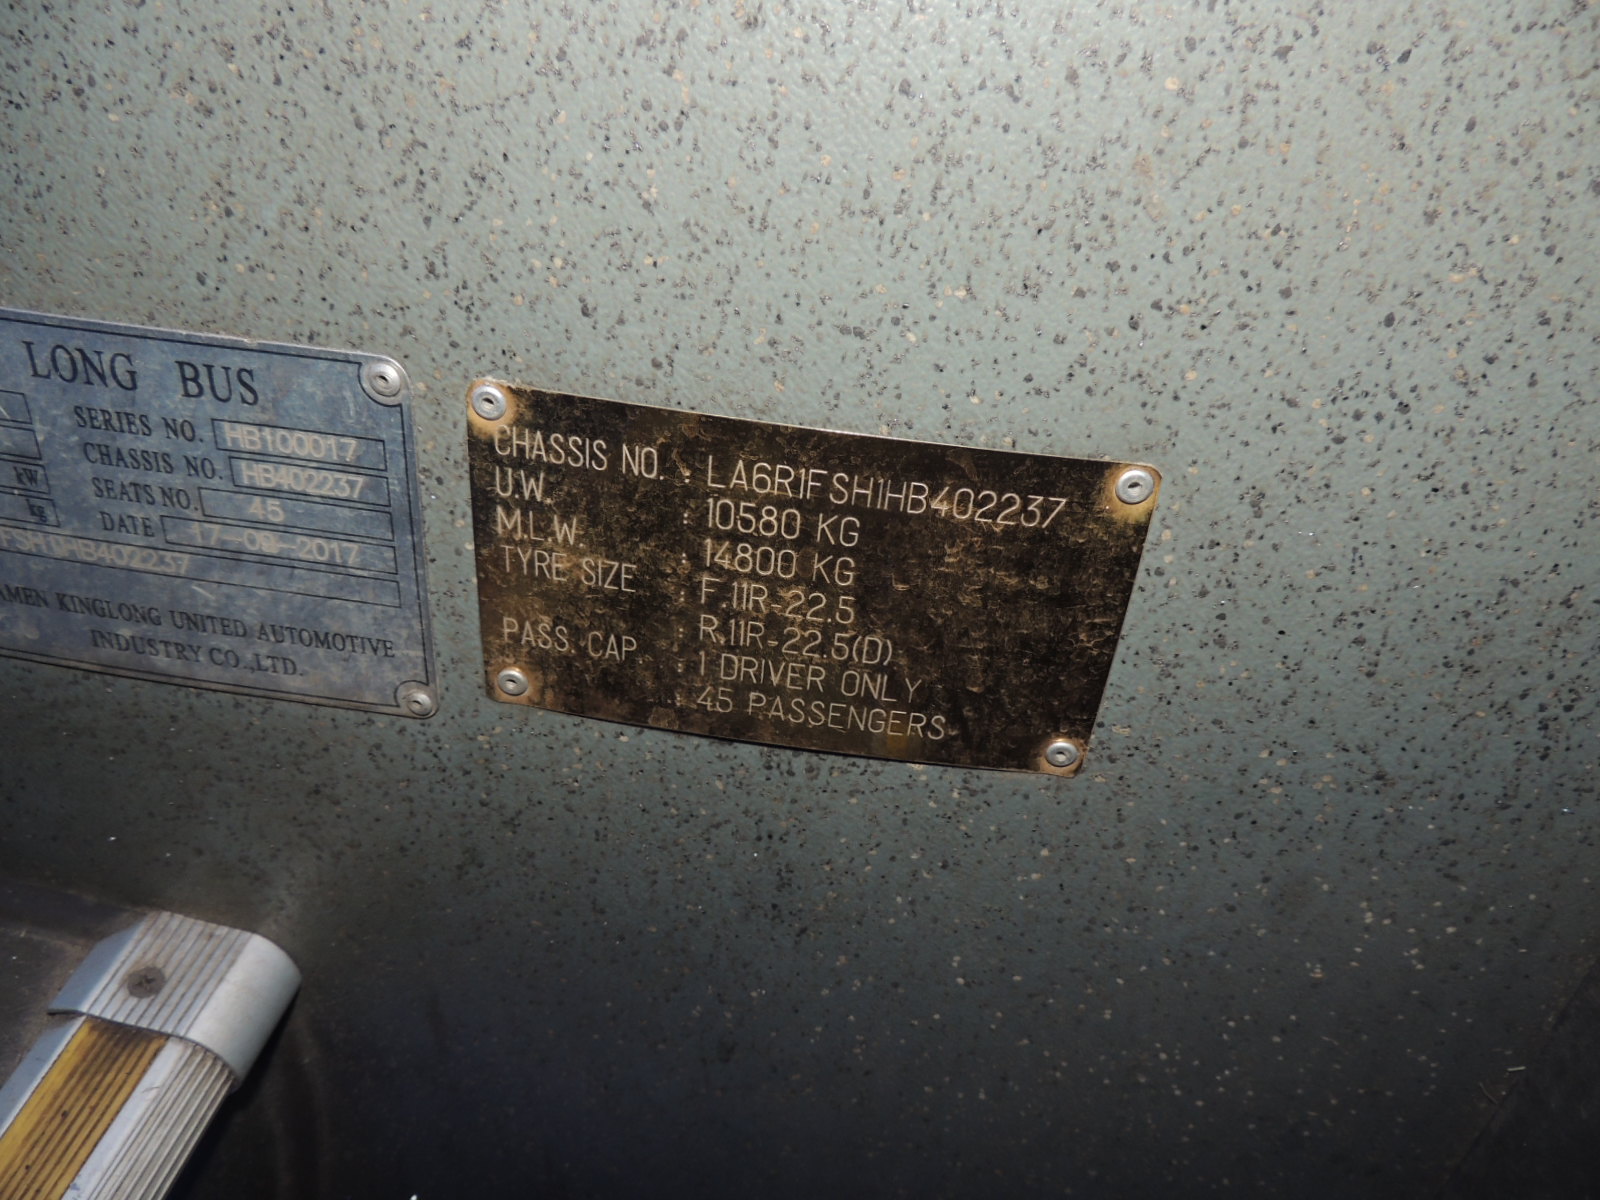 LONG BUS
SERIES NO. HB100017
CHASSIS NO. HB402237
kW SEATS NO. 45
kg DATE 17-08-2017
FSH1HB402237
AMEN KINGLONG UNITED AUTOMOTIVE
INDUSTRY CO.,LTD.
CHASSIS NO. : LA6R1FSH1HB402237
U.W. : 10580 KG
M.L.W. : 14800 KG
TYRE SIZE : F.11R-22.5
R.11R-22.5(D)
PASS. CAP. : 1 DRIVER ONLY
: 45 PASSENGERS